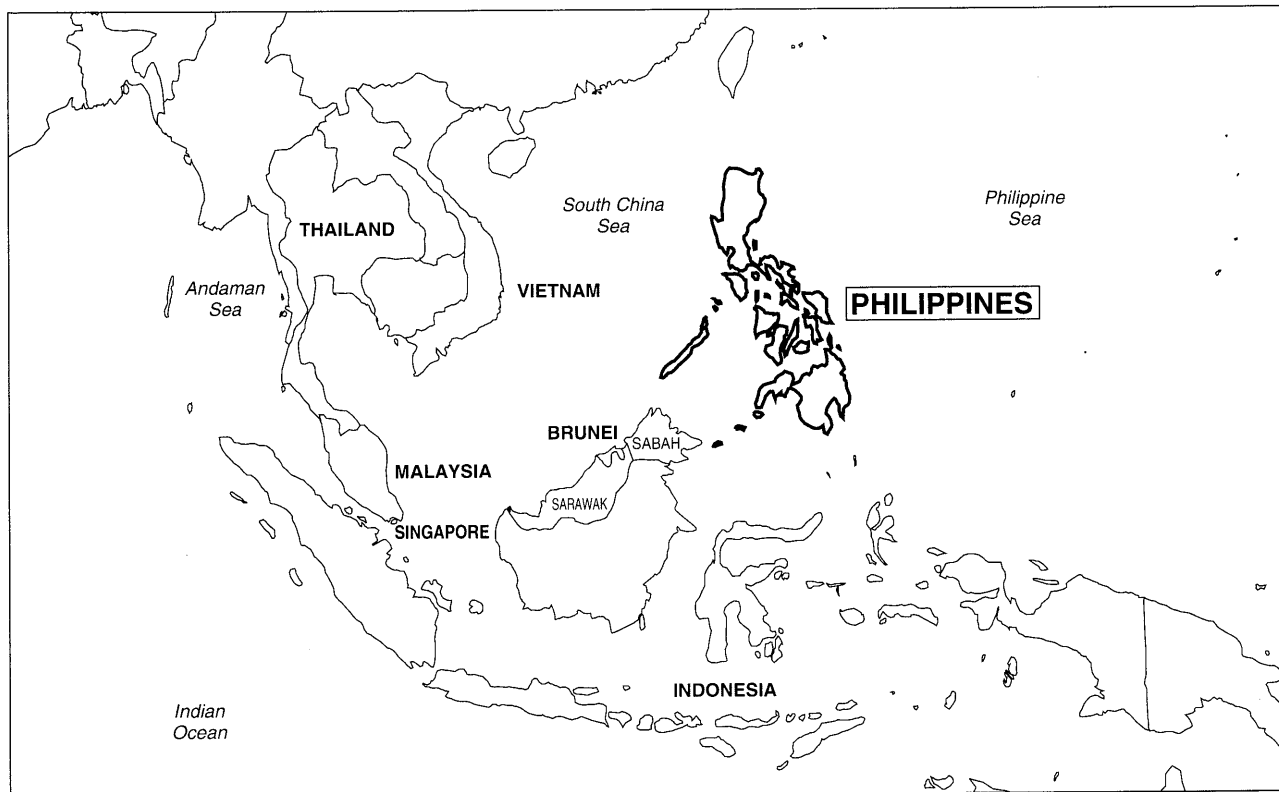 South China
Sea
Philippine
Sea
THAILAND
Andaman
Sea
VIETNAM
PHILIPPINES
BRUNEI
SABAH
MALAYSIA
SARAWAK
SINGAPORE
INDONESIA
Indian
Ocean